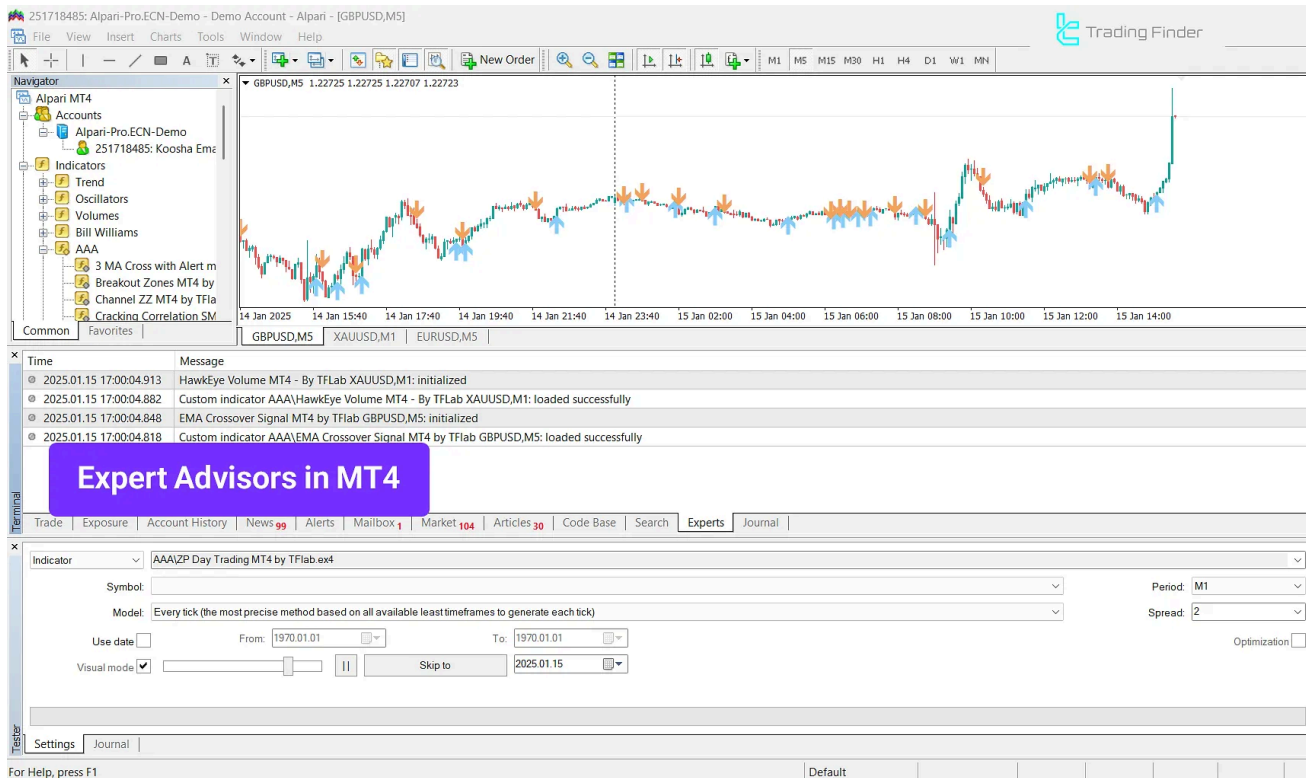 251718485: Alpari-Pro.ECN-Demo - Demo Account - Alpari - [GBPUSD,M5]
Trading Finder
File View Insert Charts Tools Window Help
A T New Order M1 M5 M15 M30 H1 H4 D1 W1 MN
Navigator
Alpari MT4
Accounts
Alpari-Pro.ECN-Demo
251718485: Koosha Ema
Indicators
Trend
Oscillators
Volumes
Bill Williams
AAA
3 MA Cross with Alert m
Breakout Zones MT4 by
Channel ZZ MT4 by TFla
Cracking Correlation SM
Common Favorites
GBPUSD,M5 1.22725 1.22725 1.22707 1.22723
14 Jan 2025 14 Jan 15:40 14 Jan 17:40 14 Jan 19:40 14 Jan 21:40 14 Jan 23:40 15 Jan 02:00 15 Jan 04:00 15 Jan 06:00 15 Jan 08:00 15 Jan 10:00 15 Jan 12:00 15 Jan 14:00
GBPUSD,M5 XAUUSD,M1 EURUSD,M5
Time Message
2025.01.15 17:00:04.913 HawkEye Volume MT4 - By TFLab XAUUSD,M1: initialized
2025.01.15 17:00:04.882 Custom indicator AAA\HawkEye Volume MT4 - By TFLab XAUUSD,M1: loaded successfully
2025.01.15 17:00:04.848 EMA Crossover Signal MT4 by TFlab GBPUSD,M5: initialized
2025.01.15 17:00:04.818 Custom indicator AAA\EMA Crossover Signal MT4 by TFlab GBPUSD,M5: loaded successfully
Expert Advisors in MT4
Terminal
Trade Exposure Account History News 99 Alerts Mailbox 1 Market 104 Articles 30 Code Base Search Experts Journal
Indicator AAA\ZP Day Trading MT4 by TFlab.ex4
Symbol: Period: M1
Model: Every tick (the most precise method based on all available least timeframes to generate each tick) Spread: 2
Use date From: 1970.01.01 To: 1970.01.01 Optimization
Visual mode Skip to 2025.01.15
Tester
Settings Journal
For Help, press F1 Default